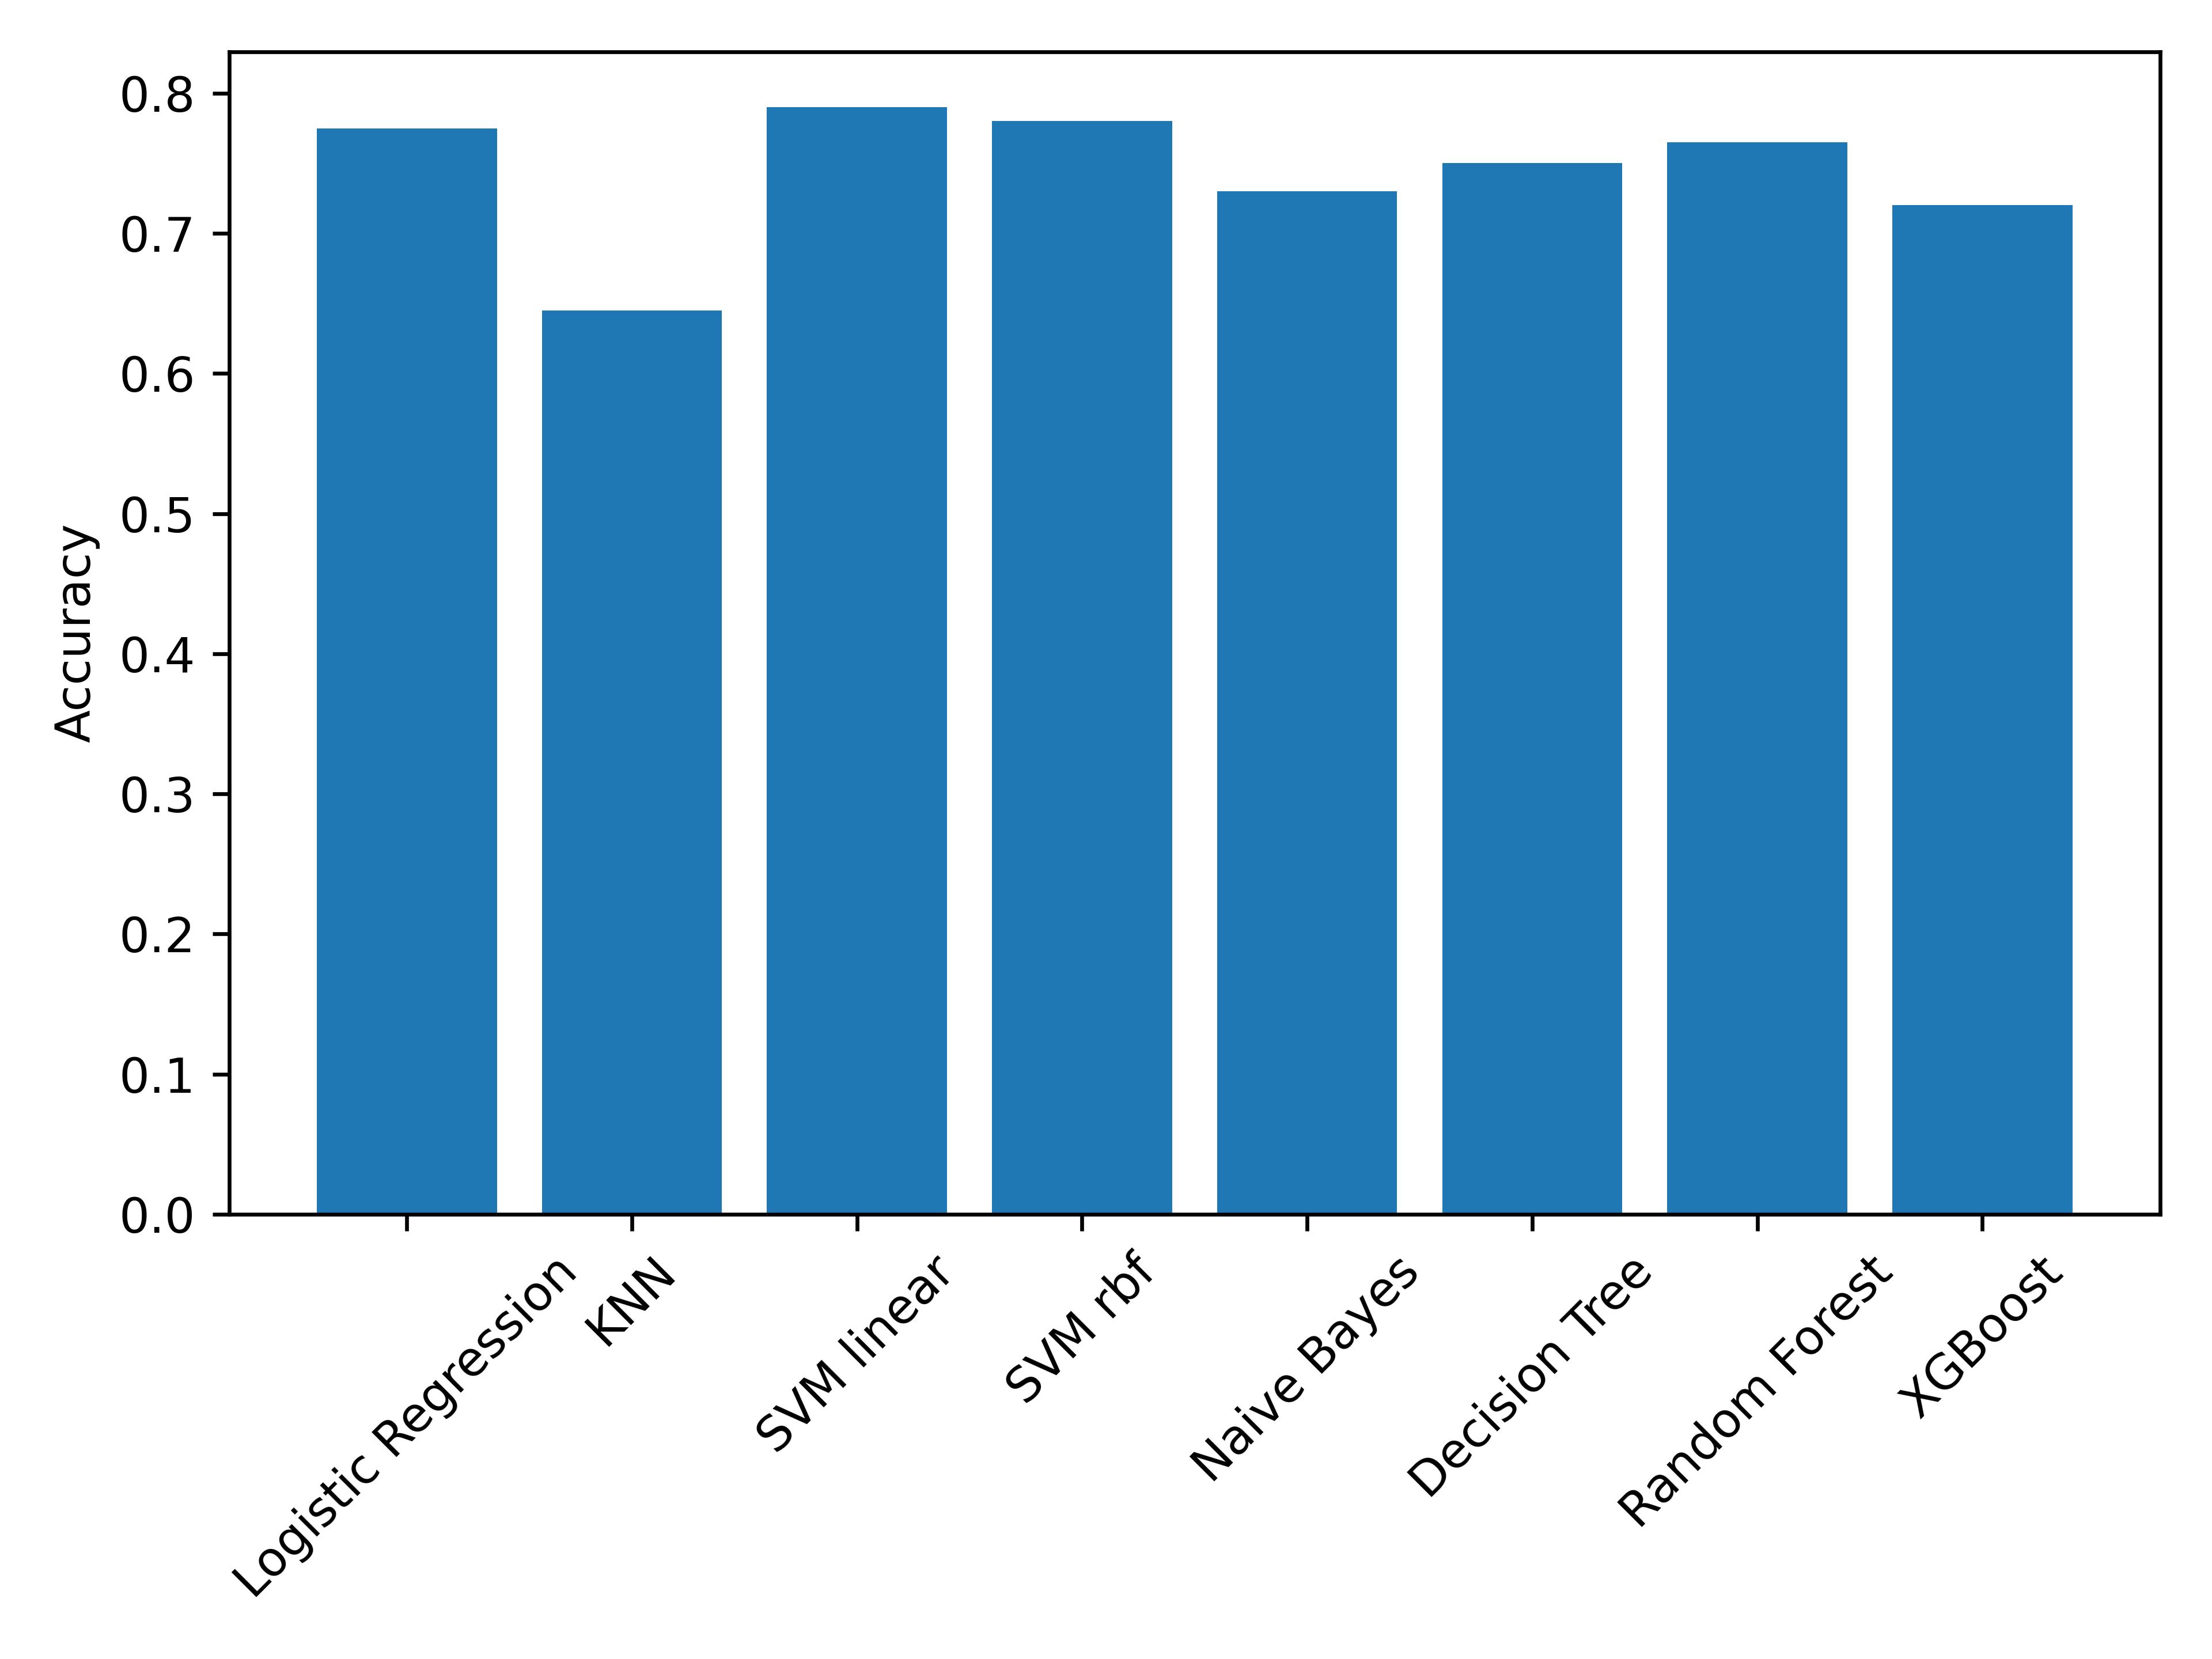 0.8
0.7
0.6
0.5
0.4
0.3
0.2
0.1
0.0
Accuracy
Logistic Regression
KNN
SVM linear
SVM rbf
Naive Bayes
Decision Tree
Random Forest
XGBoost